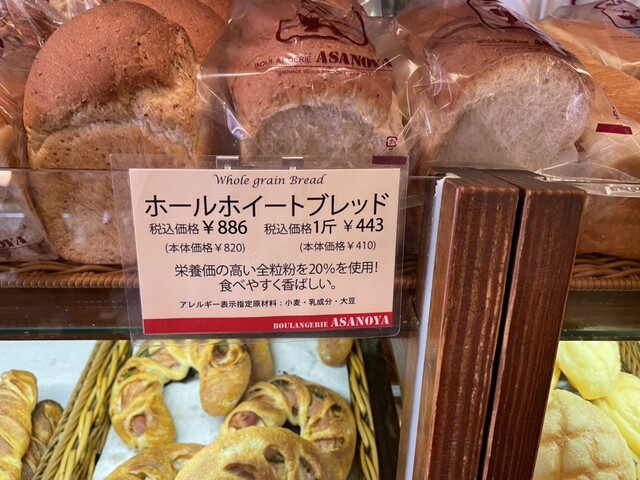 BOULANGERIE ASANOYA
BOULANGERIE ASANOYA
Whole grain Bread
ホールホイートブレッド
税込価格¥886 税込価格1斤¥443
(本体価格¥820) (本体価格¥410)
栄養価の高い全粒粉を20%を使用!
食べやすく香ばしい。
アレルギー表示指定原材料:小麦・乳成分・大豆
BOULANGERIE ASANOYA